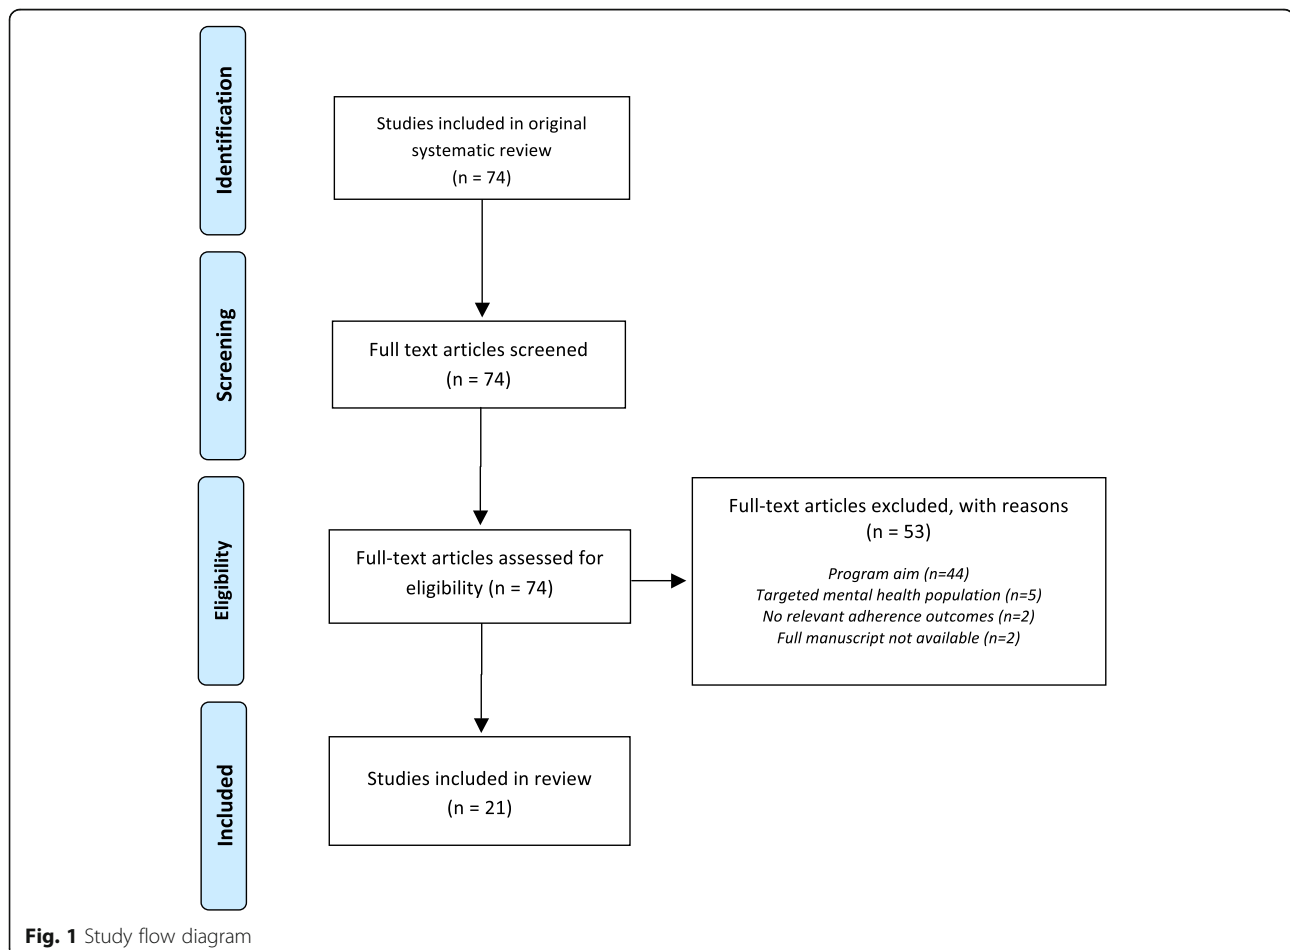 Identification
Studies included in original
systematic review
(n = 74)
Screening
Full text articles screened
(n = 74)
Eligibility
Full-text articles assessed for
eligibility (n = 74)
Full-text articles excluded, with reasons
(n = 53)
Program aim (n=44)
Targeted mental health population (n=5)
No relevant adherence outcomes (n=2)
Full manuscript not available (n=2)
Included
Studies included in review
(n = 21)
Fig. 1 Study flow diagram